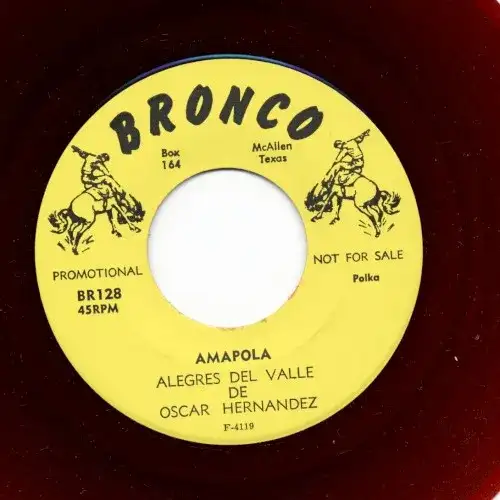 BRONCO
Box
164
McAllen
Texas
PROMOTIONAL
NOT FOR SALE
BR128
45RPM
Polka
AMAPOLA
ALEGRES DEL VALLE
DE
OSCAR HERNANDEZ
F-4119